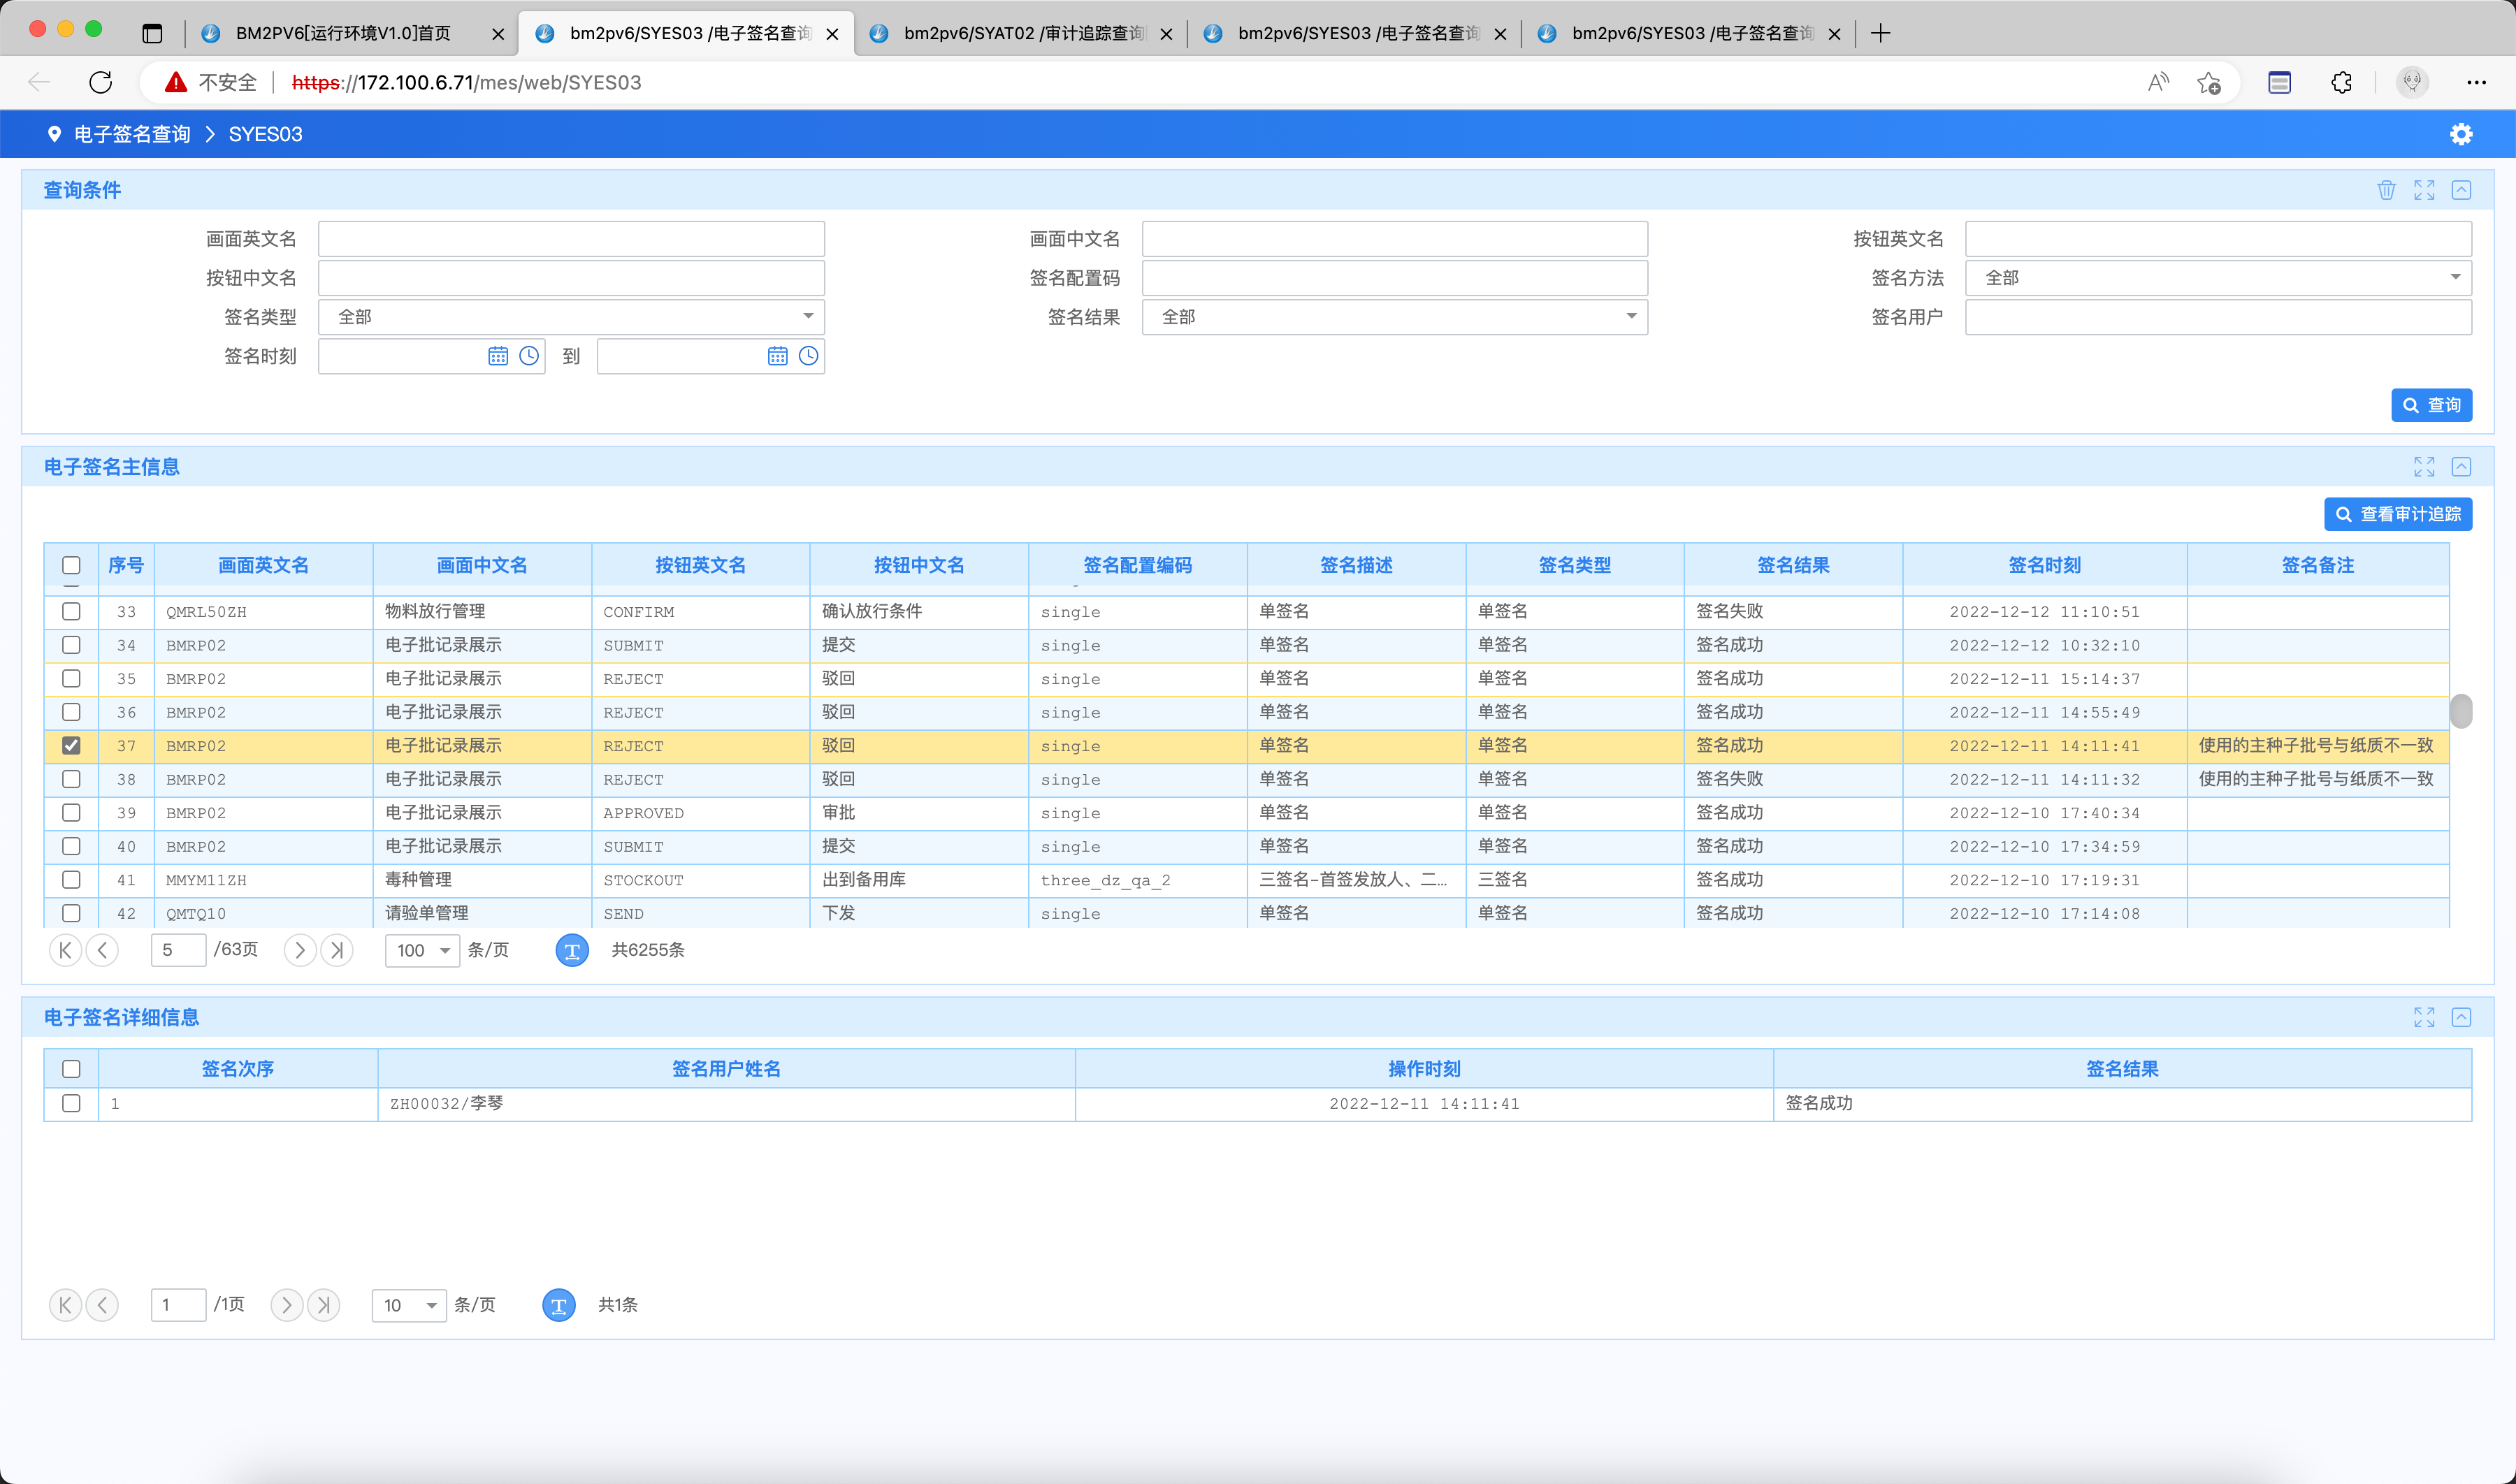 BM2PV6[运行环境V1.0]首页
bm2pv6/SYES03 /电子签名查询
bm2pv6/SYAT02 /审计追踪查询
bm2pv6/SYES03 /电子签名查询
bm2pv6/SYES03 /电子签名查询
不安全 https://172.100.6.71/mes/web/SYES03
电子签名查询 > SYES03
查询条件
画面英文名 画面中文名 按钮英文名
按钮中文名 签名配置码 签名方法 全部
签名类型 全部 签名结果 全部 签名用户
签名时刻 到
查询
电子签名主信息
查看审计追踪
序号 画面英文名 画面中文名 按钮英文名 按钮中文名 签名配置编码 签名描述 签名类型 签名结果 签名时刻 签名备注
33 QMRL50ZH 物料放行管理 CONFIRM 确认放行条件 single 单签名 单签名 签名失败 2022-12-12 11:10:51
34 BMRP02 电子批记录展示 SUBMIT 提交 single 单签名 单签名 签名成功 2022-12-12 10:32:10
35 BMRP02 电子批记录展示 REJECT 驳回 single 单签名 单签名 签名成功 2022-12-11 15:14:37
36 BMRP02 电子批记录展示 REJECT 驳回 single 单签名 单签名 签名成功 2022-12-11 14:55:49
37 BMRP02 电子批记录展示 REJECT 驳回 single 单签名 单签名 签名成功 2022-12-11 14:11:41 使用的主种子批号与纸质不一致
38 BMRP02 电子批记录展示 REJECT 驳回 single 单签名 单签名 签名失败 2022-12-11 14:11:32 使用的主种子批号与纸质不一致
39 BMRP02 电子批记录展示 APPROVED 审批 single 单签名 单签名 签名成功 2022-12-10 17:40:34
40 BMRP02 电子批记录展示 SUBMIT 提交 single 单签名 单签名 签名成功 2022-12-10 17:34:59
41 MMYM11ZH 毒种管理 STOCKOUT 出到备用库 three_dz_qa_2 三签名-首签发放人、二... 三签名 签名成功 2022-12-10 17:19:31
42 QMTQ10 请验单管理 SEND 下发 single 单签名 单签名 签名成功 2022-12-10 17:14:08
5 /63页 100 条/页 共6255条
电子签名详细信息
签名次序 签名用户姓名 操作时刻 签名结果
1 ZH00032/李琴 2022-12-11 14:11:41 签名成功
1 /1页 10 条/页 共1条